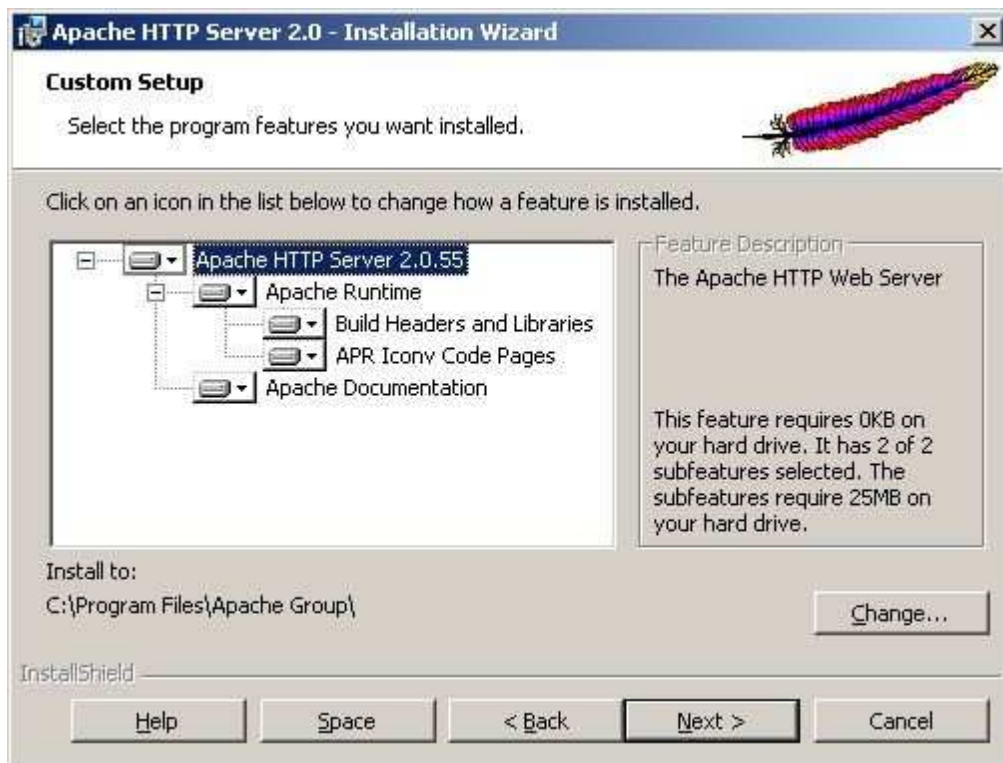 Apache HTTP Server 2.0 - Installation Wizard
Custom Setup
Select the program features you want installed.
Click on an icon in the list below to change how a feature is installed.
Apache HTTP Server 2.0.55
Apache Runtime
Build Headers and Libraries
APR Iconv Code Pages
Apache Documentation
Feature Description
The Apache HTTP Web Server
This feature requires 0KB on
your hard drive. It has 2 of 2
subfeatures selected. The
subfeatures require 25MB on
your hard drive.
Install to:
C:\Program Files\Apache Group\
Change...
InstallShield
Help
Space
< Back
Next >
Cancel